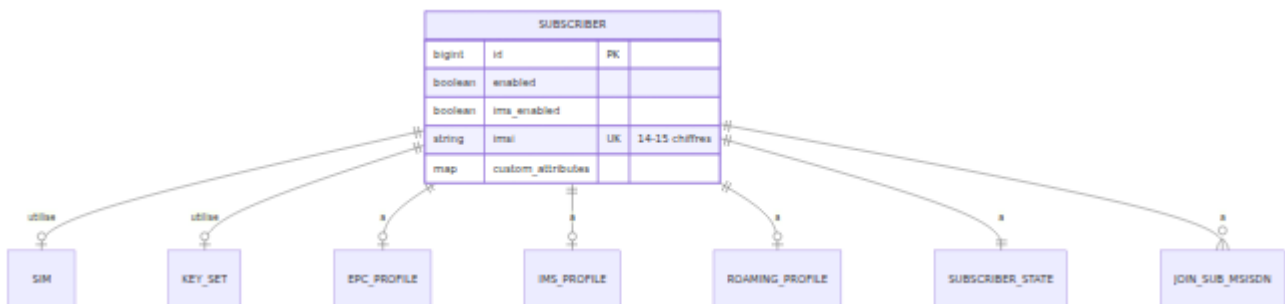 SUBSCRIBER
bigint id PK
boolean enabled
boolean ims_enabled
string imsi UK 14-15 chiffres
map custom_attributes
utilise utilise a a a a a
SIM KEY_SET EPC_PROFILE IMS_PROFILE ROAMING_PROFILE SUBSCRIBER_STATE JOIN_SUB_MSISDN